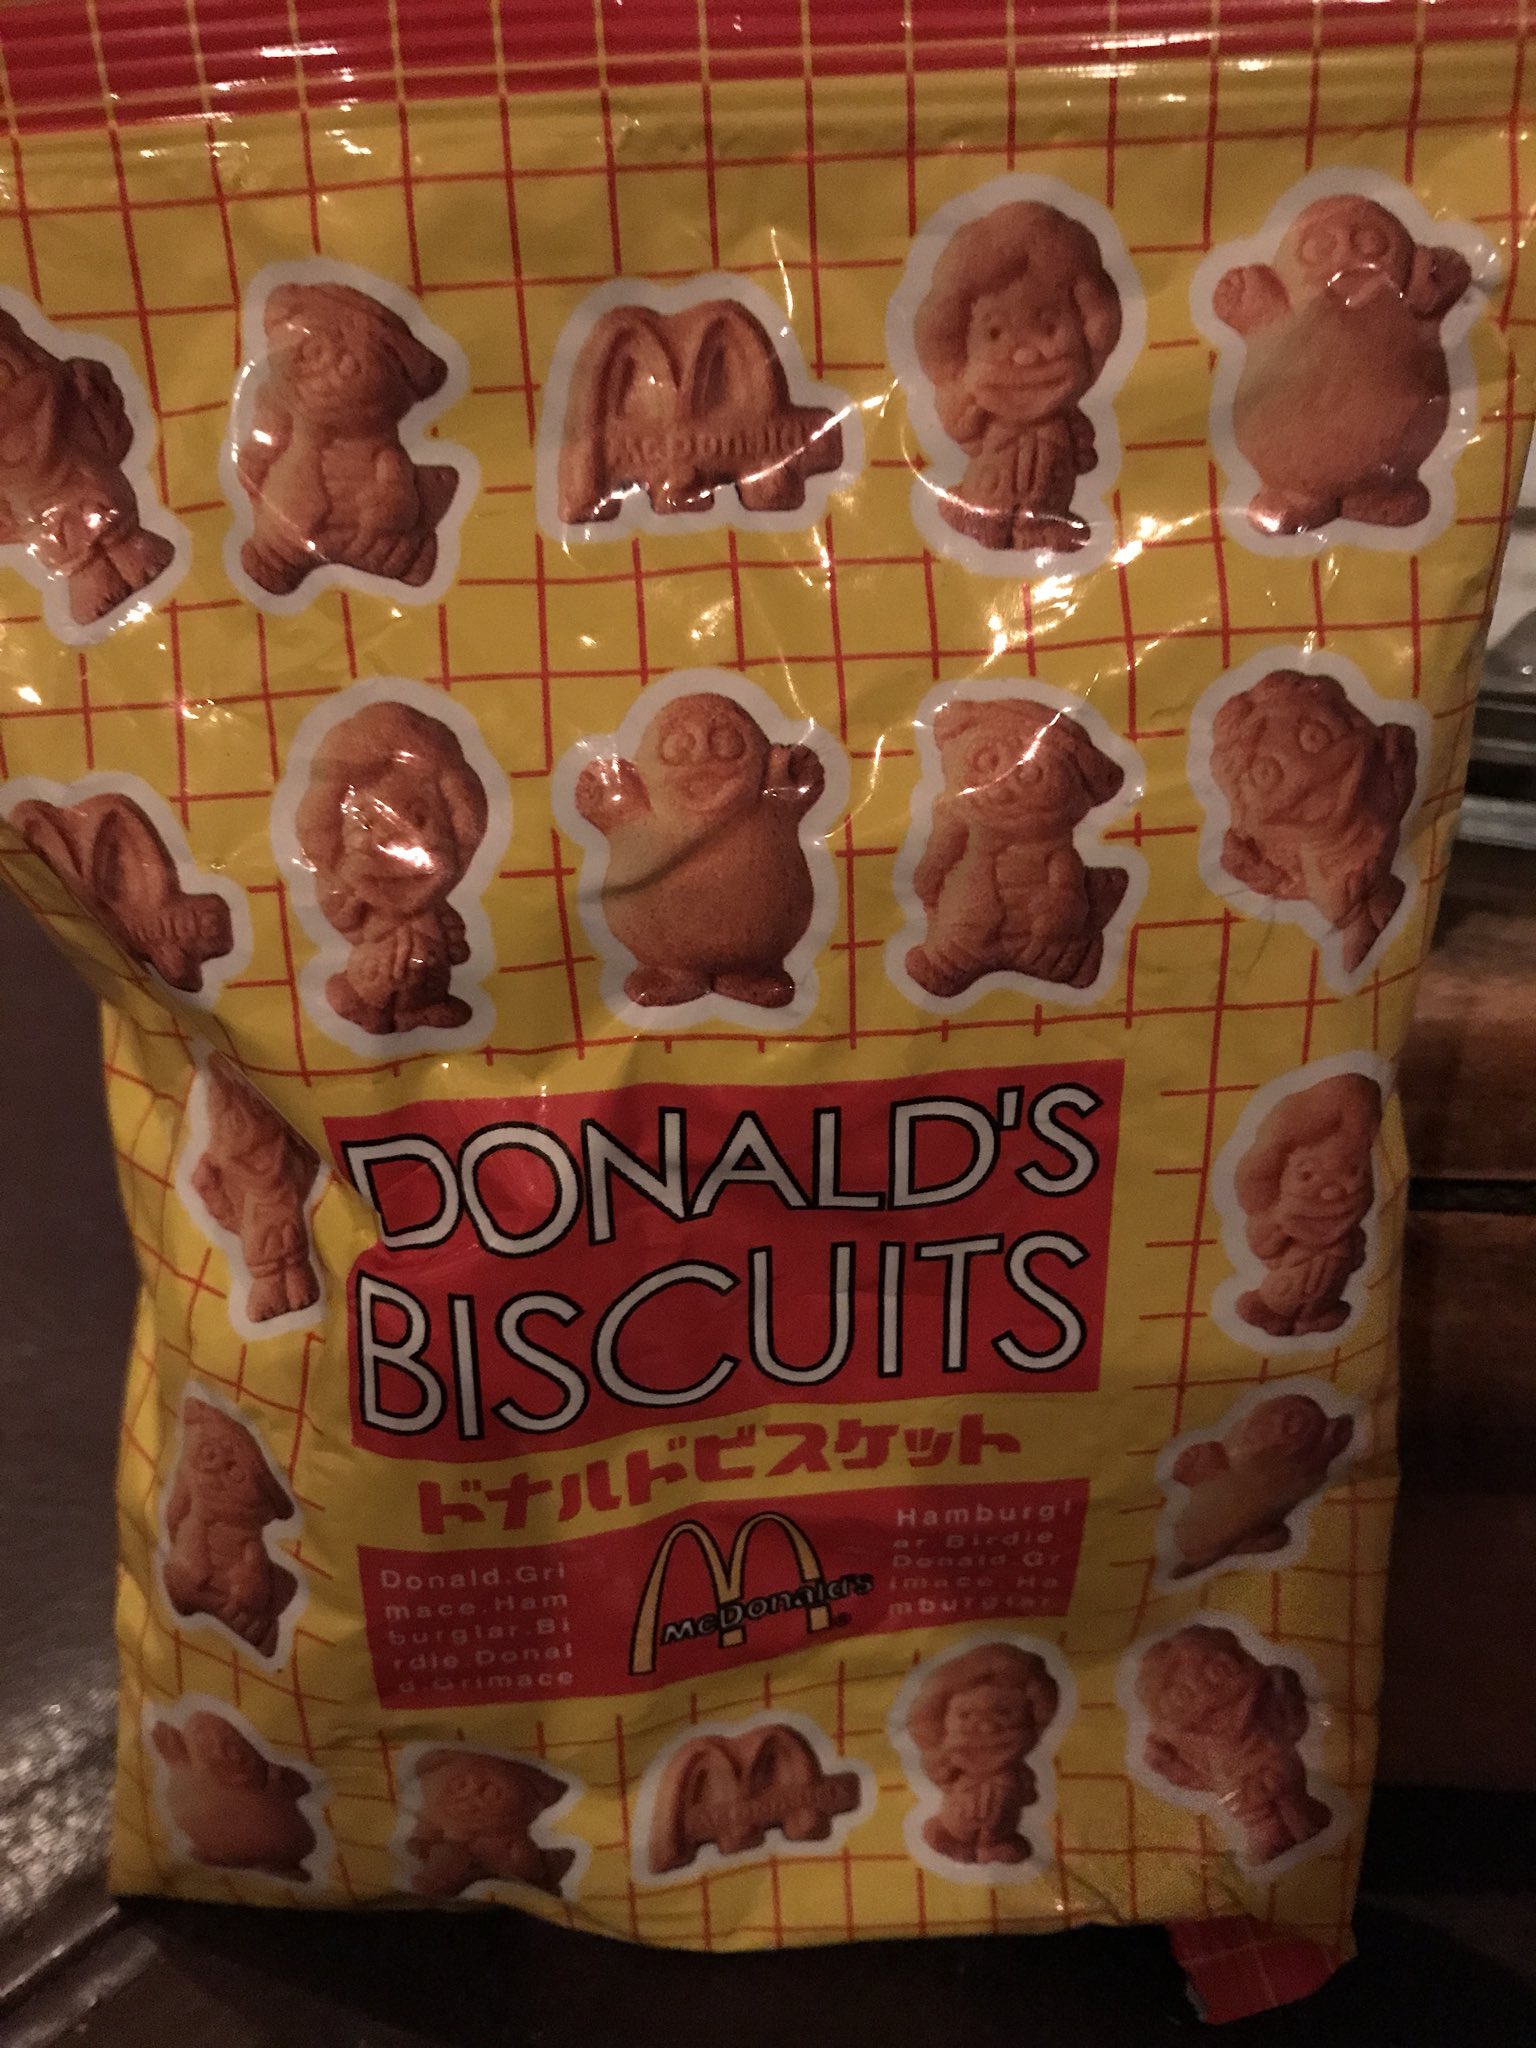 McDonald's
DONALD'S
BISCUITS
ドナルドビスケット
Donald.Gri
mace.Ham
burglar.Bi
rdie.Donal
d.Grimace
McDonald's
®
Hamburgl
ar Birdie
Donald.Gr
imace.Ha
mburglar.